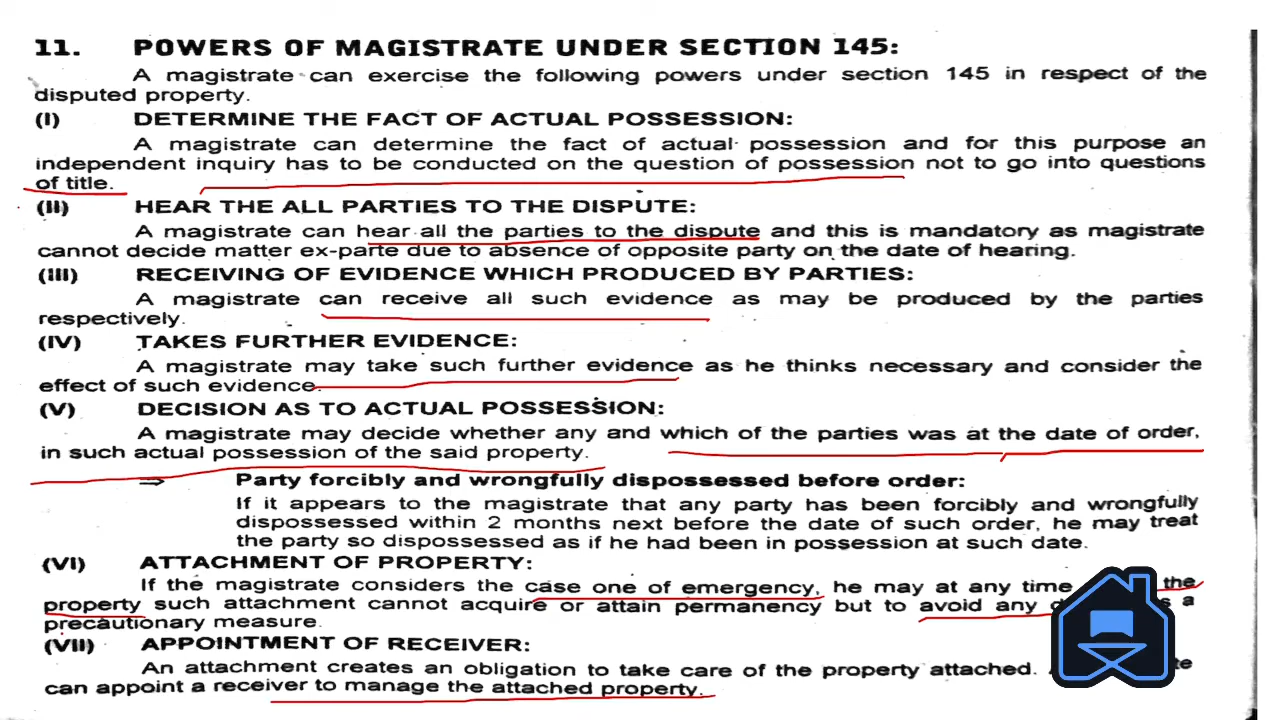 11. POWERS OF MAGISTRATE UNDER SECTION 145:
A magistrate can exercise the following powers under section 145 in respect of the
disputed property.
(I) DETERMINE THE FACT OF ACTUAL POSSESSION:
A magistrate can determine the fact of actual possession and for this purpose an
independent inquiry has to be conducted on the question of possession not to go into questions
of title.
(II) HEAR THE ALL PARTIES TO THE DISPUTE:
A magistrate can hear all the parties to the dispute and this is mandatory as magistrate
cannot decide matter ex-parte due to absence of opposite party on the date of hearing.
(III) RECEIVING OF EVIDENCE WHICH PRODUCED BY PARTIES:
A magistrate can receive all such evidence as may be produced by the parties
respectively.
(IV) TAKES FURTHER EVIDENCE:
A magistrate may take such further evidence as he thinks necessary and consider the
effect of such evidence.
(V) DECISION AS TO ACTUAL POSSESSION:
A magistrate may decide whether any and which of the parties was at the date of order,
in such actual possession of the said property.
⇒ Party forcibly and wrongfully dispossessed before order:
If it appears to the magistrate that any party has been forcibly and wrongfully
dispossessed within 2 months next before the date of such order, he may treat
the party so dispossessed as if he had been in possession at such date.
(VI) ATTACHMENT OF PROPERTY:
If the magistrate considers the case one of emergency, he may at any time the
property such attachment cannot acquire or attain permanency but to avoid any a
precautionary measure.
(VII) APPOINTMENT OF RECEIVER:
An attachment creates an obligation to take care of the property attached.
can appoint a receiver to manage the attached property.